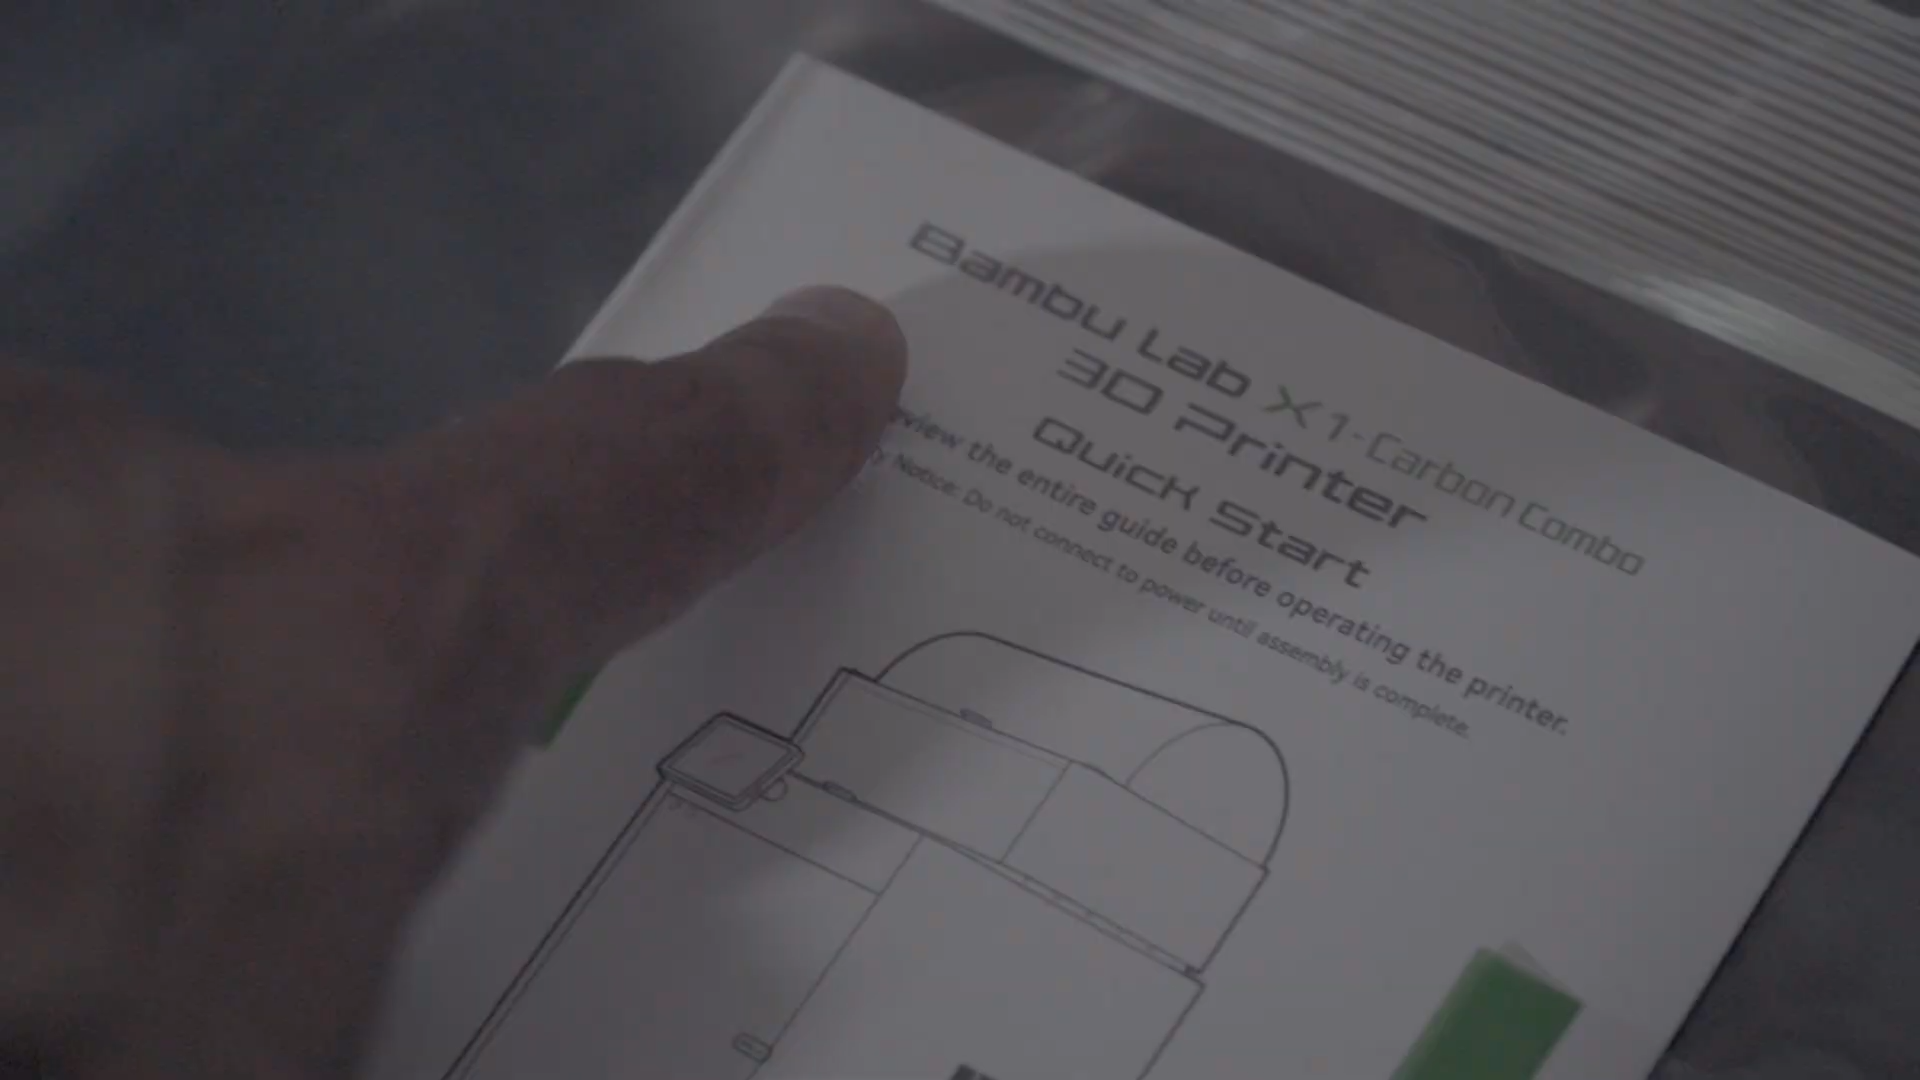 Bambu Lab X1-Carbon Combo
3D Printer
Quick Start
the entire guide before operating the printer.
Notice: Do not connect to power until assembly is complete.